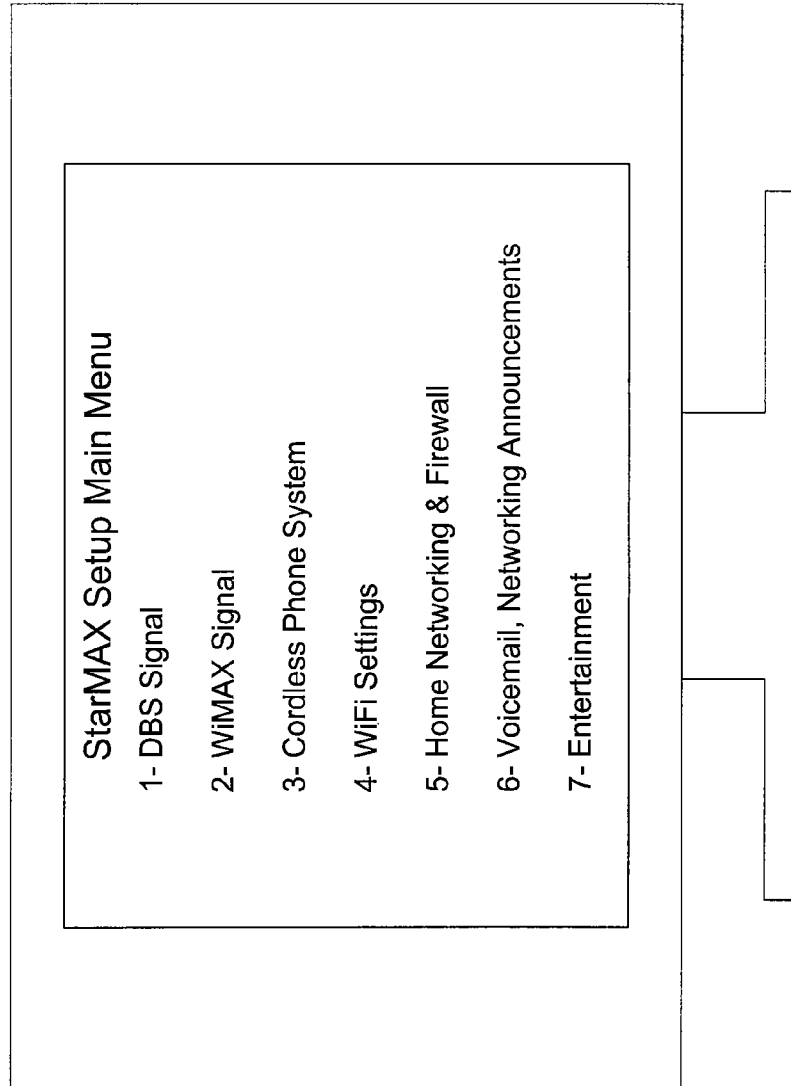 StarMAX Setup Main Menu
1- DBS Signal
2- WiMAX Signal
3- Cordless Phone System
4- WiFi Settings
5- Home Networking & Firewall
6- Voicemail, Networking Announcements
7- Entertainment